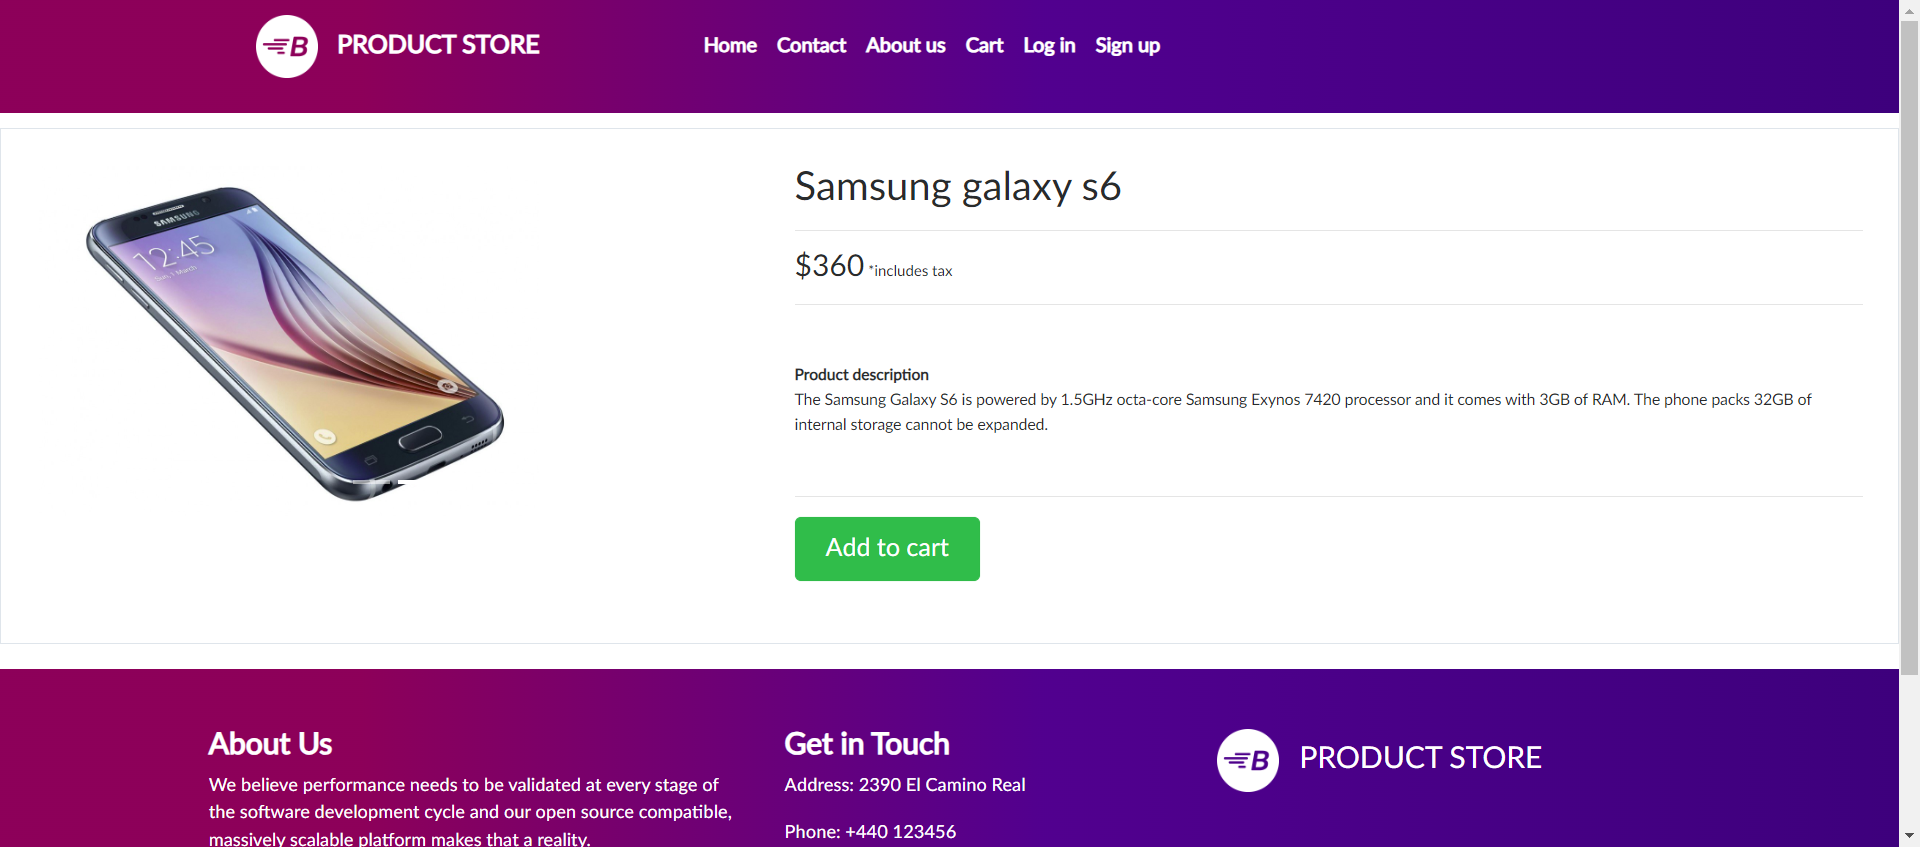 B PRODUCT STORE
Home Contact About us Cart Log in Sign up
SAMSUNG
12:45
Sun, 1 March
Samsung galaxy s6
$360 *includes tax
Product description
The Samsung Galaxy S6 is powered by 1.5GHz octa-core Samsung Exynos 7420 processor and it comes with 3GB of RAM. The phone packs 32GB of
internal storage cannot be expanded.
Add to cart
About Us
We believe performance needs to be validated at every stage of
the software development cycle and our open source compatible,
massively scalable platform makes that a reality.
Get in Touch
Address: 2390 El Camino Real
Phone: +440 123456
B PRODUCT STORE